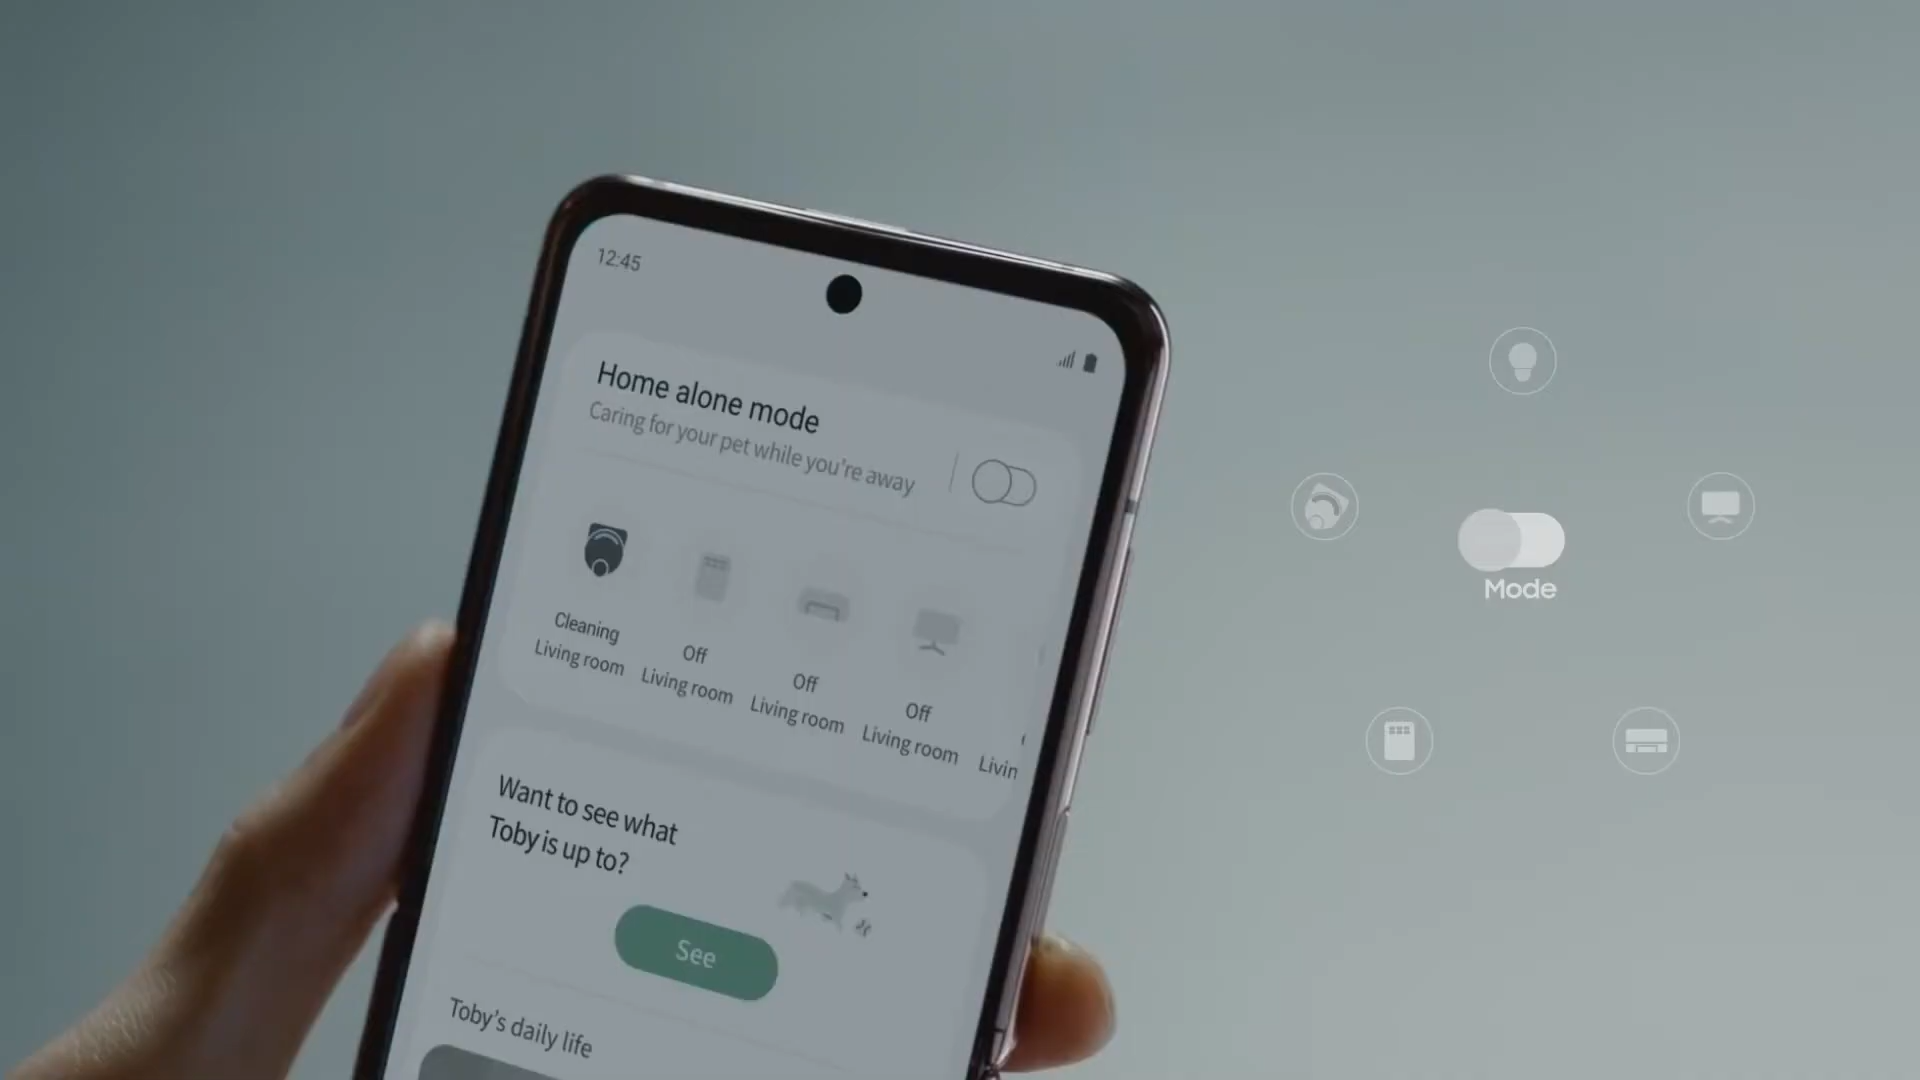 12:45
Home alone mode
Caring for your pet while you're away
Cleaning
Living room
Off
Living room
Off
Living room
Off
Living room
Livin
Want to see what
Toby is up to?
See
Toby's daily life
Mode